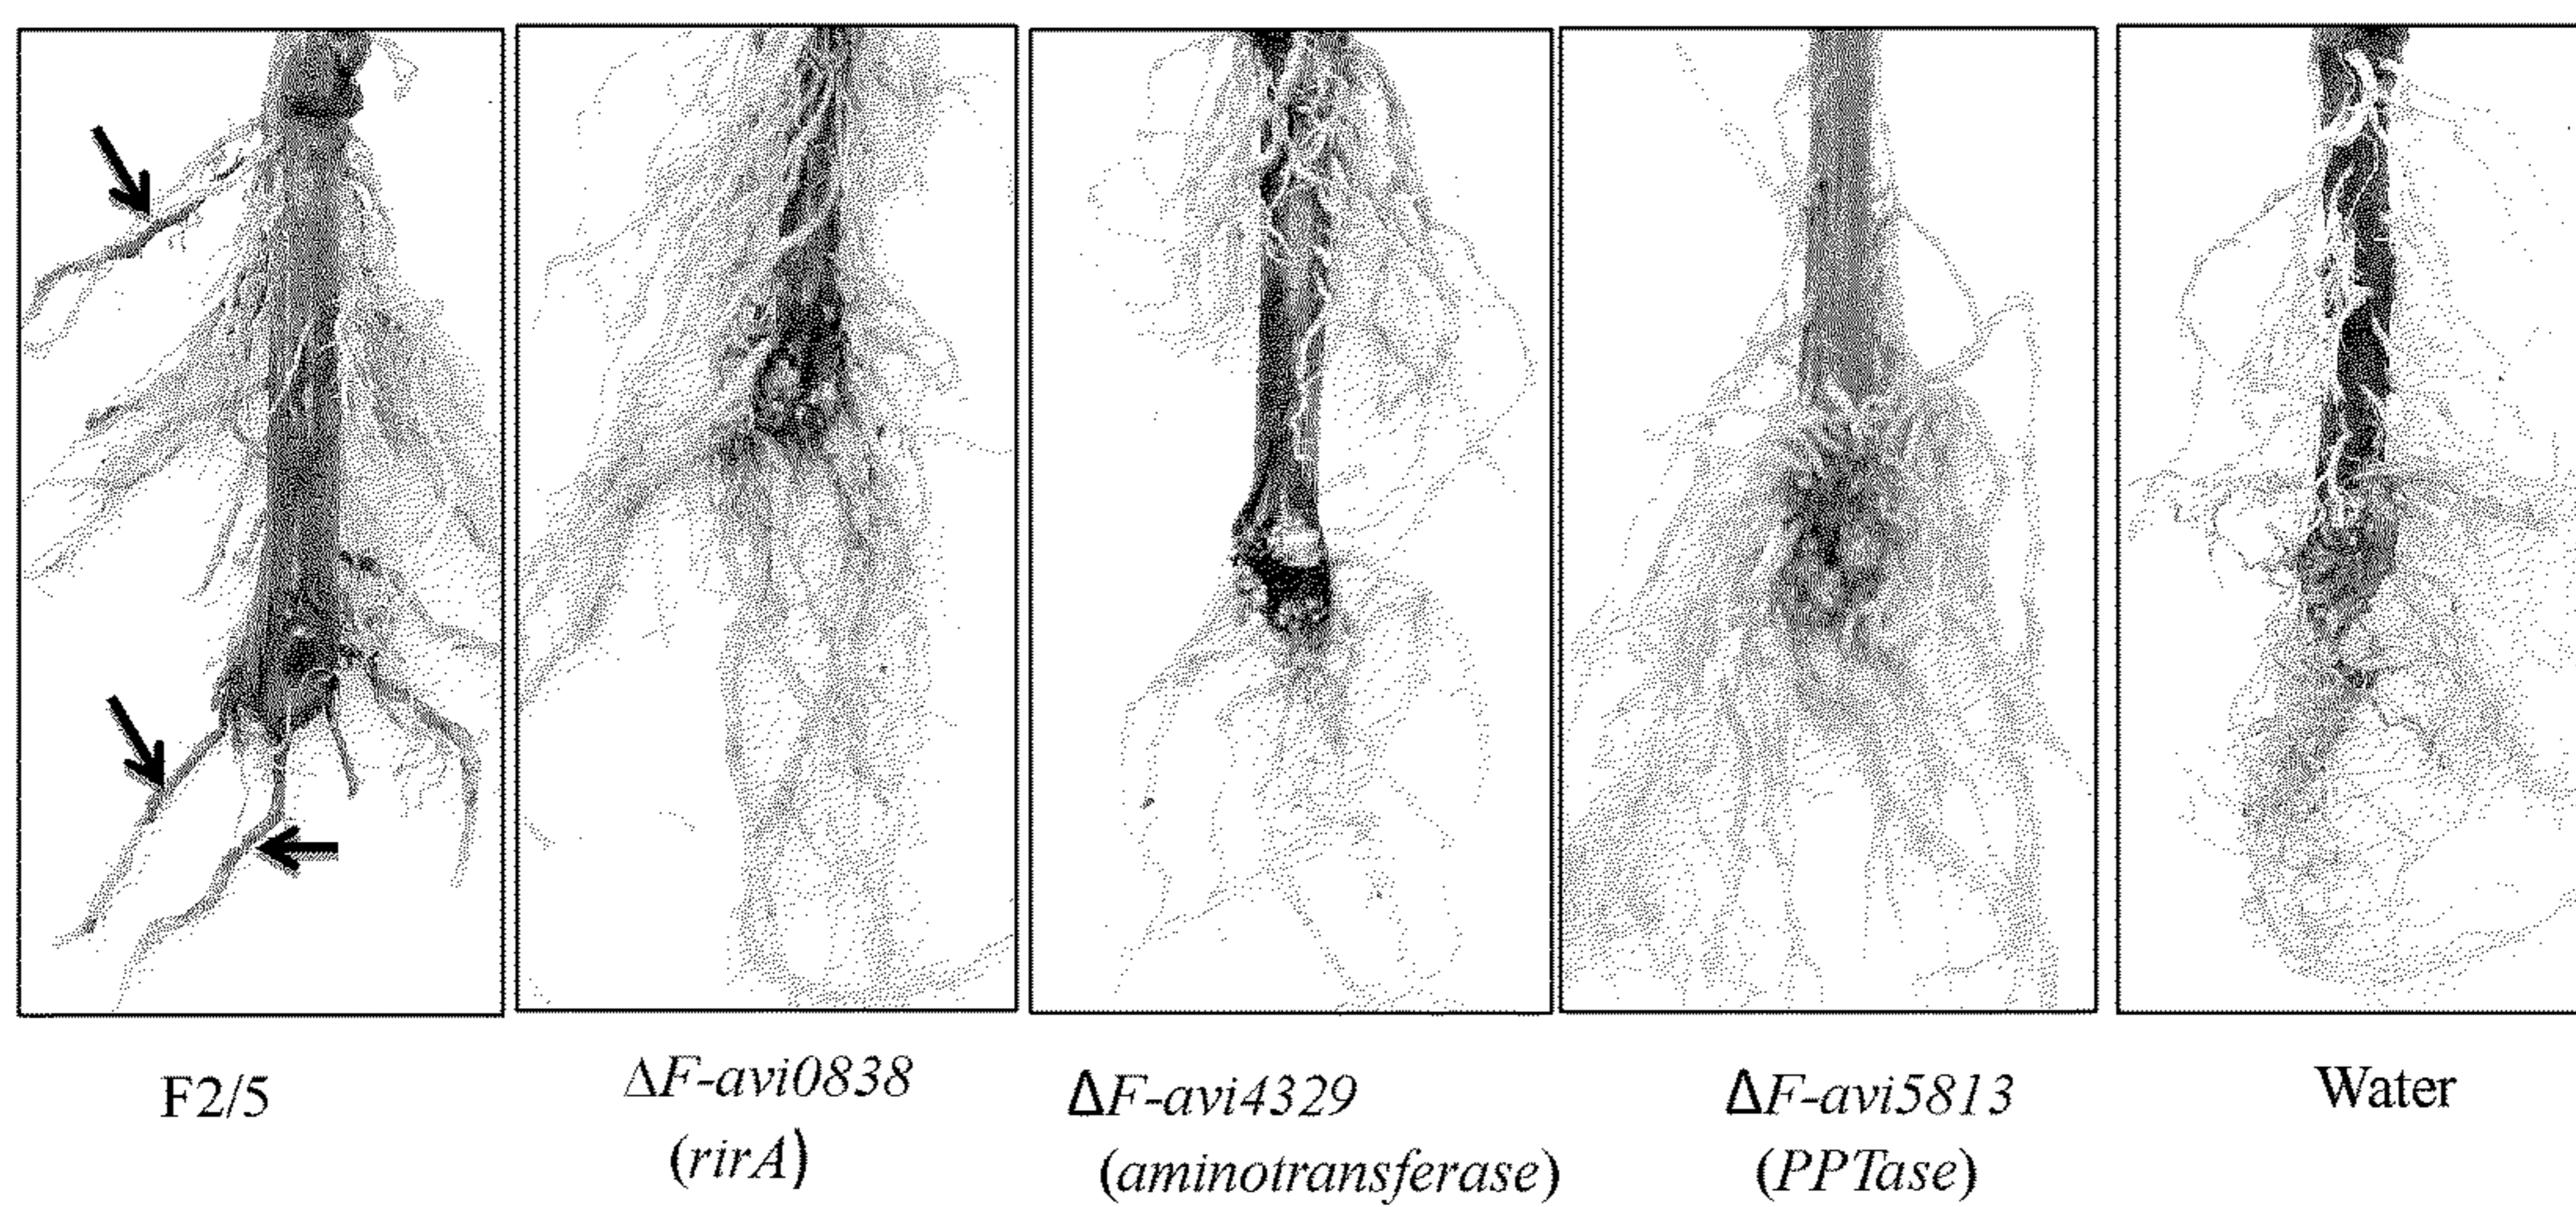 F2/5
ΔF-avi0838
(rirA)
ΔF-avi4329
(aminotransferase)
ΔF-avi5813
(PPTase)
Water